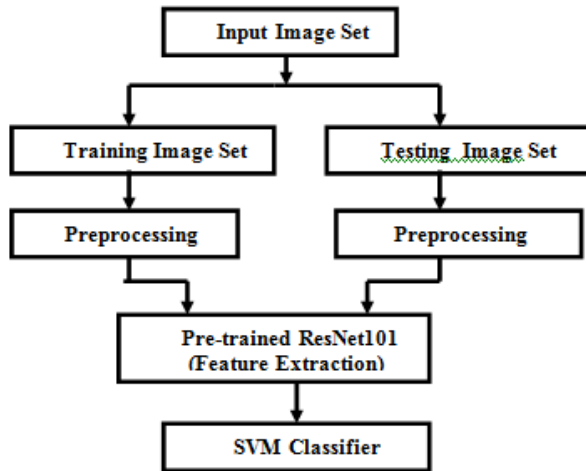 Input Image Set
Training Image Set
Testing Image Set
Preprocessing
Preprocessing
Pre-trained ResNet101
(Feature Extraction)
SVM Classifier